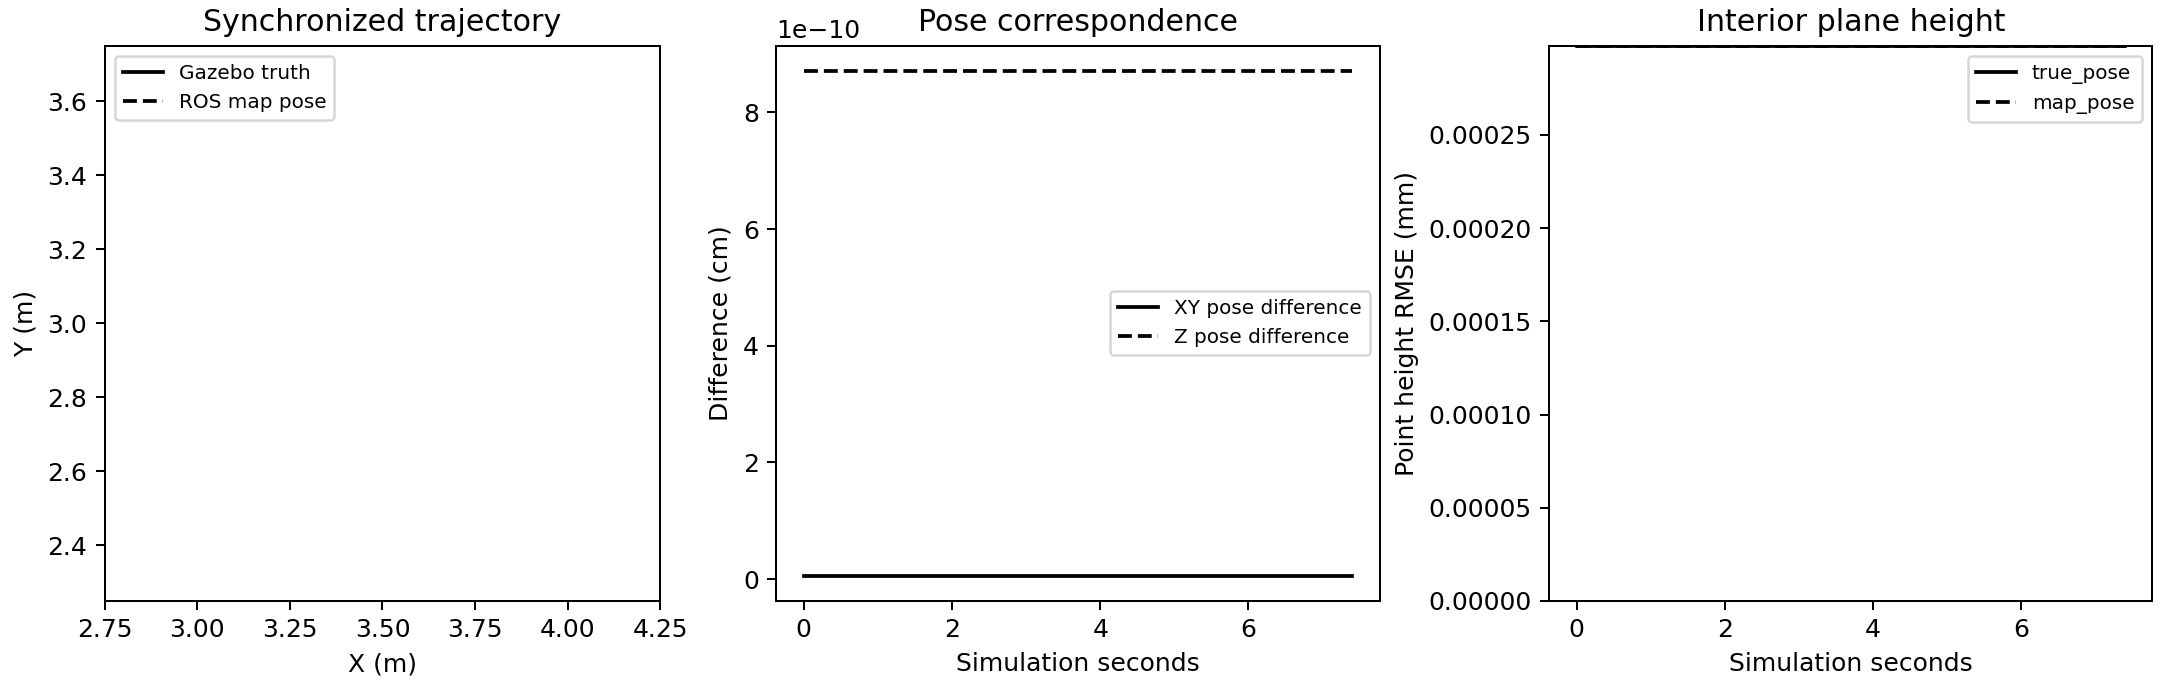 Synchronized trajectory
Gazebo truth
ROS map pose
3.6
3.4
3.2
3.0
2.8
2.6
2.4
Y (m)
2.75 3.00 3.25 3.50 3.75 4.00 4.25
X (m)
Pose correspondence
1e−10
8
6
4
2
0
Difference (cm)
XY pose difference
Z pose difference
0 2 4 6
Simulation seconds
Interior plane height
true_pose
map_pose
0.00025
0.00020
0.00015
0.00010
0.00005
0.00000
Point height RMSE (mm)
0 2 4 6
Simulation seconds